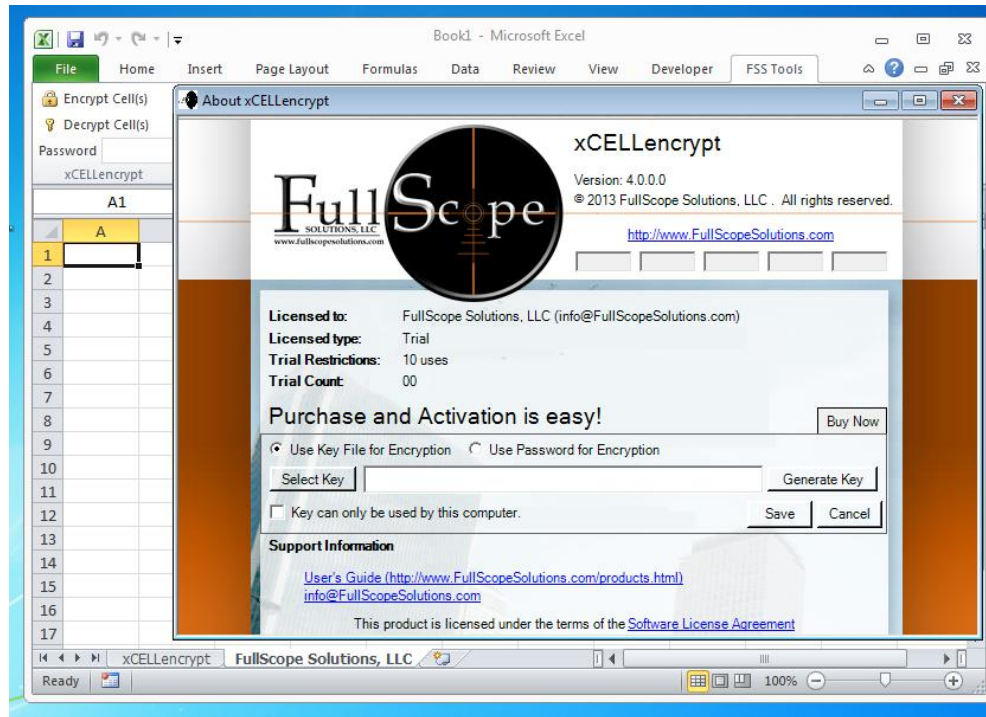 Book1 - Microsoft Excel
File Home Insert Page Layout Formulas Data Review View Developer FSS Tools
Encrypt Cell(s)
Decrypt Cell(s)
Password
xCELLencrypt
A1
A
1
2
3
4
5
6
7
8
9
10
11
12
13
14
15
16
17
About xCELLencrypt
FullScope
SOLUTIONS, LLC
www.fullscopesolutions.com
xCELLencrypt
Version: 4.0.0.0
© 2013 FullScope Solutions, LLC . All rights reserved.
http://www.FullScopeSolutions.com
Licensed to: FullScope Solutions, LLC (info@FullScopeSolutions.com)
Licensed type: Trial
Trial Restrictions: 10 uses
Trial Count: 00
Purchase and Activation is easy!
Buy Now
Use Key File for Encryption Use Password for Encryption
Select Key Generate Key
Key can only be used by this computer.
Save Cancel
Support Information
User's Guide (http://www.FullScopeSolutions.com/products.html)
info@FullScopeSolutions.com
This product is licensed under the terms of the Software License Agreement
xCELLencrypt FullScope Solutions, LLC
Ready 100%